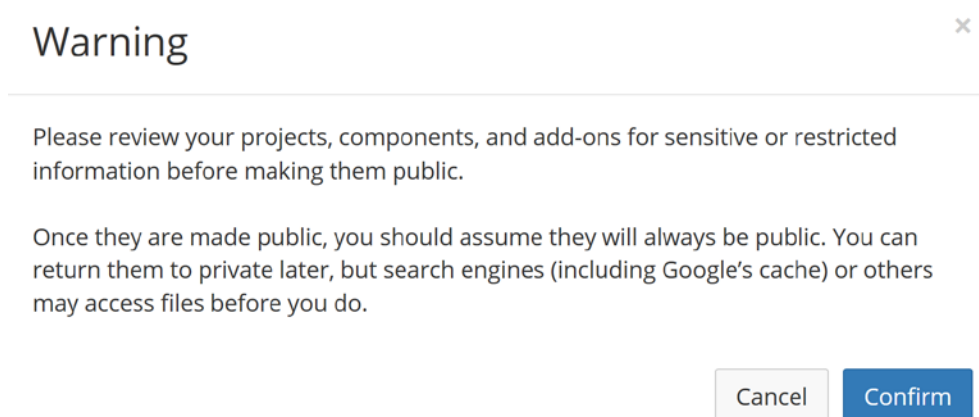 Warning
×
Please review your projects, components, and add-ons for sensitive or restricted
information before making them public.
Once they are made public, you should assume they will always be public. You can
return them to private later, but search engines (including Google’s cache) or others
may access files before you do.
Cancel
Confirm